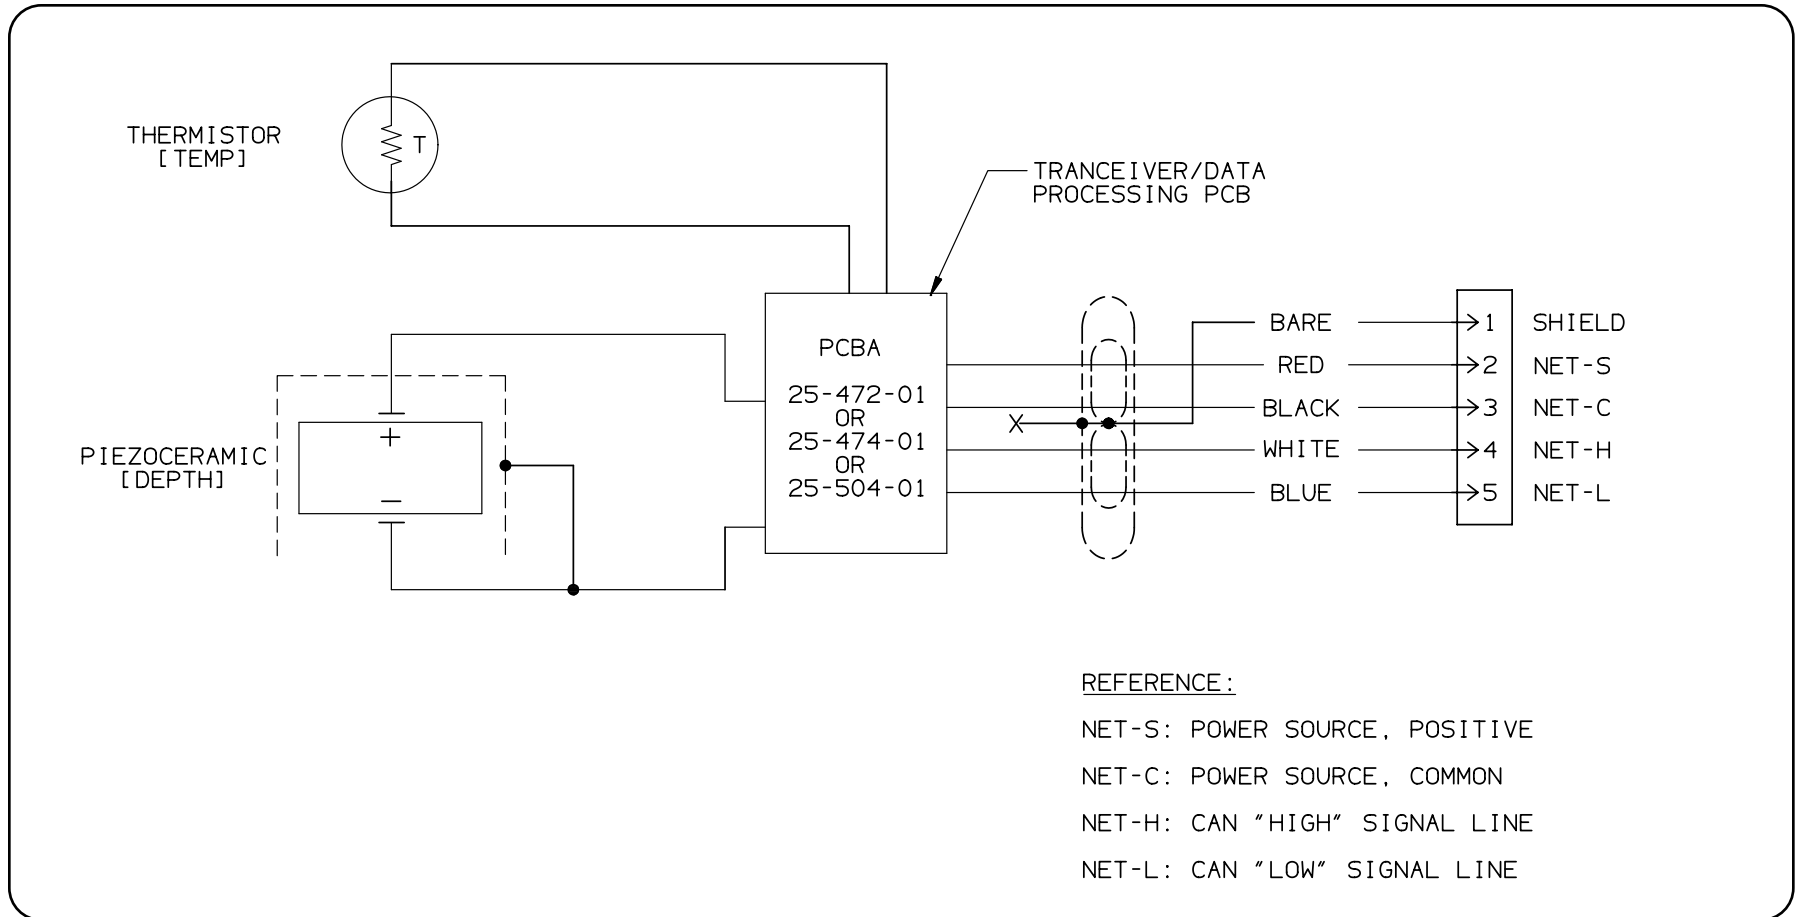 THERMISTOR
[TEMP]
T
TRANCEIVER/DATA
PROCESSING PCB
PIEZOCERAMIC
[DEPTH]
+
−
PCBA
25-472-01
OR
25-474-01
OR
25-504-01
X
BARE 1 SHIELD
RED 2 NET-S
BLACK 3 NET-C
WHITE 4 NET-H
BLUE 5 NET-L
REFERENCE:
NET-S: POWER SOURCE, POSITIVE
NET-C: POWER SOURCE, COMMON
NET-H: CAN "HIGH" SIGNAL LINE
NET-L: CAN "LOW" SIGNAL LINE